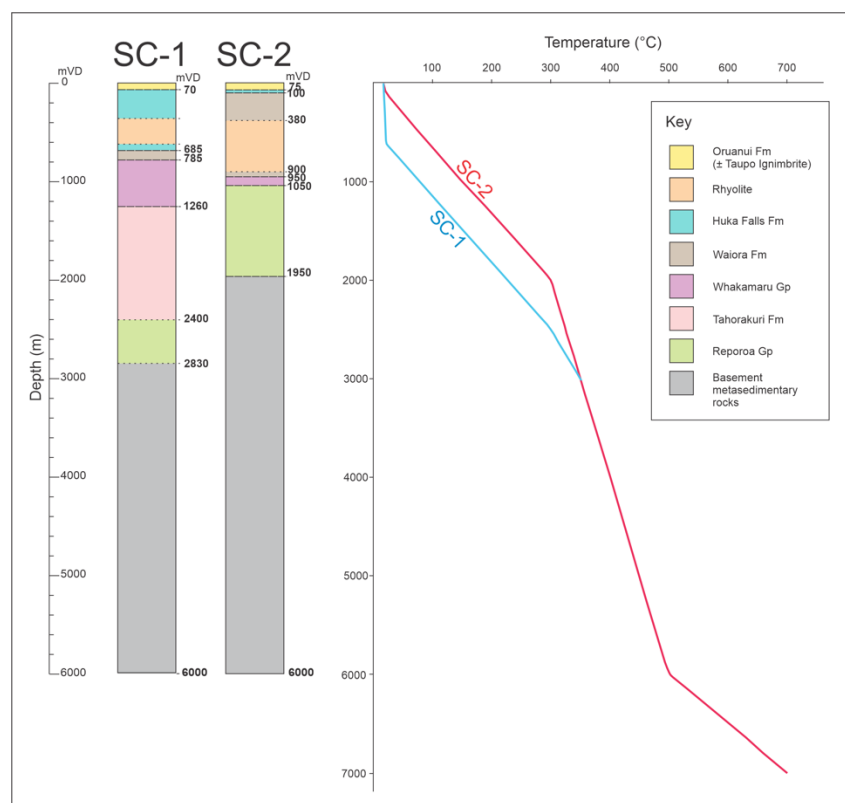 SC-1
SC-2
mVD
mVD
mVD
0
70
685
785
1260
2400
2830
6000
75
100
380
900
950
1050
1950
6000
Depth (m)
1000
2000
3000
4000
5000
6000
Temperature (°C)
100
200
300
400
500
600
700
1000
2000
3000
4000
5000
6000
7000
SC-2
SC-1
Key
Oruanui Fm
(± Taupo Ignimbrite)
Rhyolite
Huka Falls Fm
Waiora Fm
Whakamaru Gp
Tahorakuri Fm
Reporoa Gp
Basement
metasedimentary
rocks